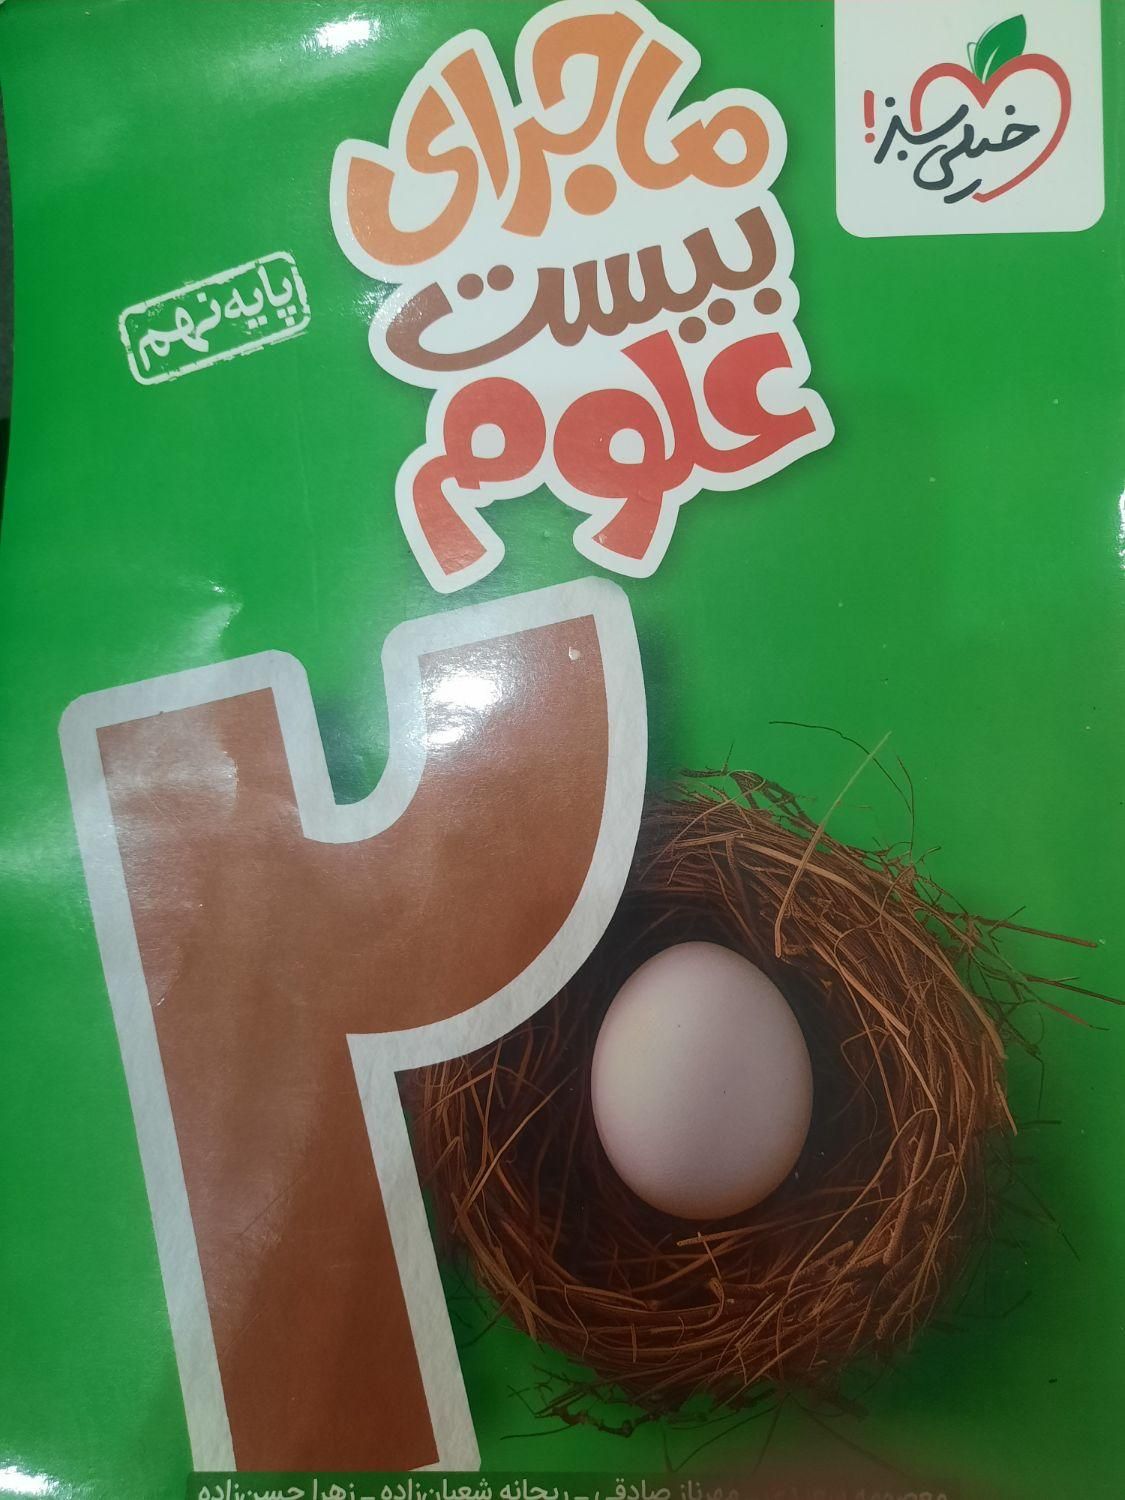 خیلی سبز!
ماجرای
بیست
علوم
پایه نهم
۲۰
مهرناز صادقی _ ریحانه شعبان‌زاده _ زهرا حسن‌زاده